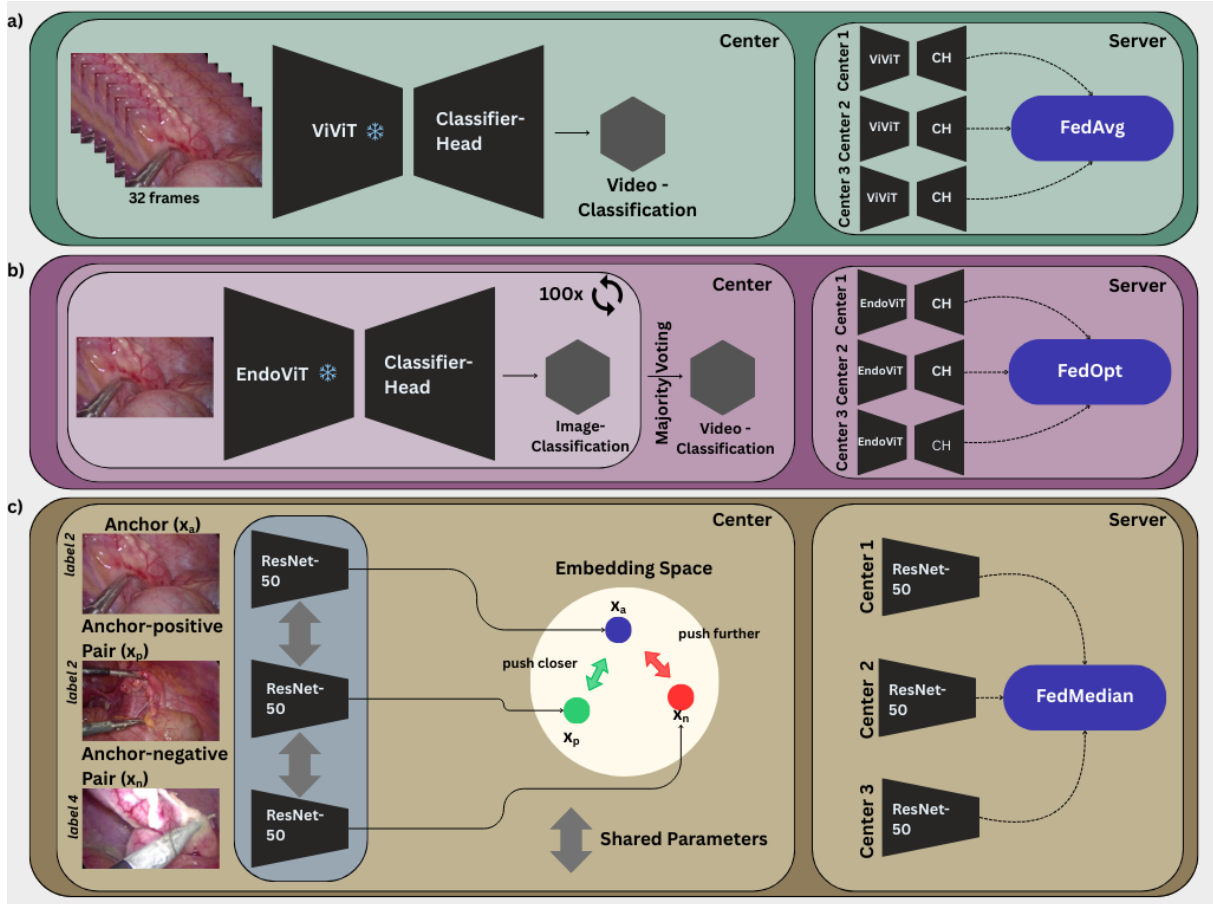 a)
Center
32 frames
ViViT
Classifier-
Head
Video -
Classification
Server
Center 1
Center 2
Center 3
ViViT
CH
ViViT
CH
ViViT
CH
FedAvg
b)
Center
100x
EndoViT
Classifier-
Head
Image-
Classification
Majority Voting
Video -
Classification
Server
Center 1
Center 2
Center 3
EndoViT
CH
EndoViT
CH
EndoViT
CH
FedOpt
c)
Center
Anchor (xa)
label 2
Anchor-positive
Pair (xp)
label 2
Anchor-negative
Pair (xn)
label 4
ResNet-
50
ResNet-
50
ResNet-
50
Embedding Space
xa
push further
push closer
xp
xn
Shared Parameters
Server
Center 1
ResNet-
50
Center 2
ResNet-
50
Center 3
ResNet-
50
FedMedian